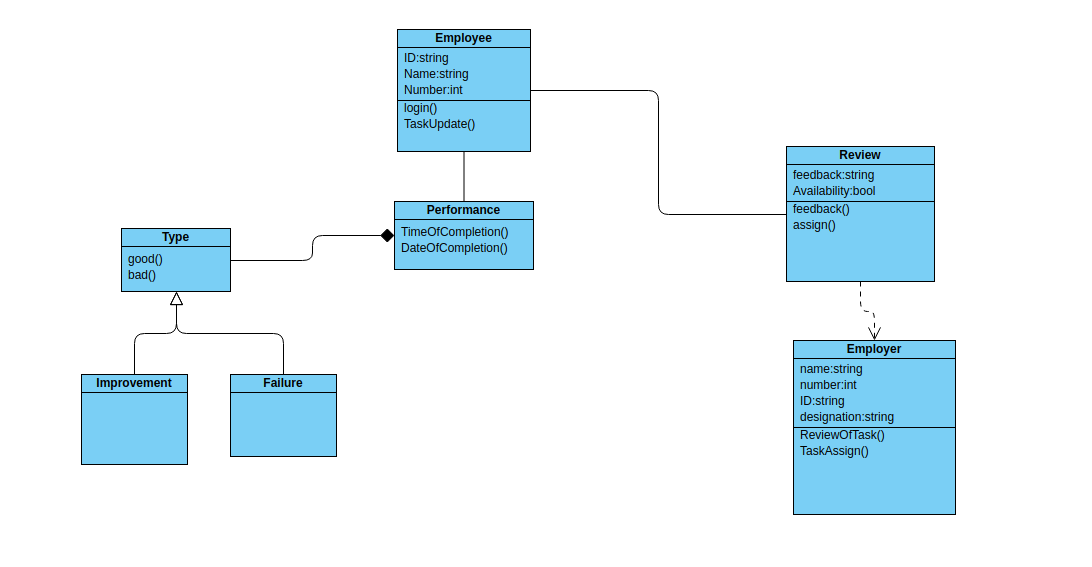 Employee
ID:string
Name:string
Number:int
login()
TaskUpdate()
Review
feedback:string
Availability:bool
feedback()
assign()
Performance
TimeOfCompletion()
DateOfCompletion()
Type
good()
bad()
Employer
name:string
number:int
ID:string
designation:string
ReviewOfTask()
TaskAssign()
Improvement
Failure